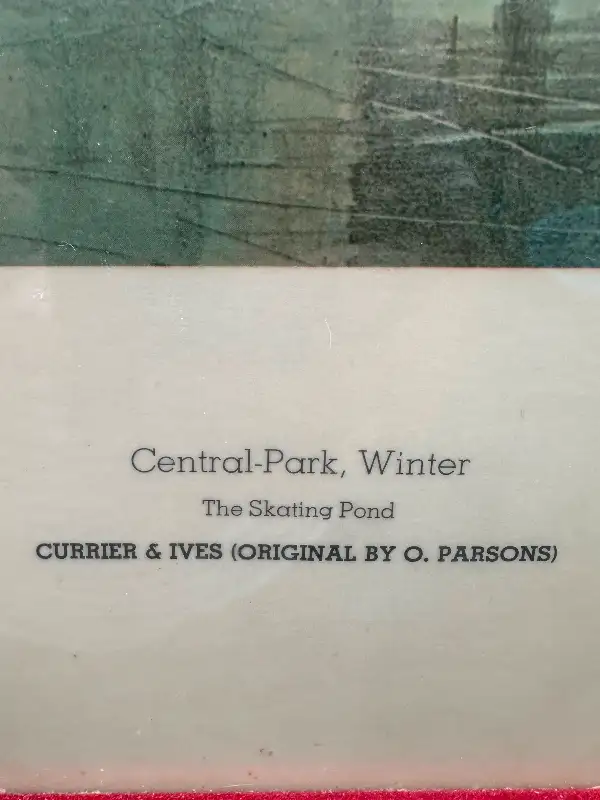 Central-Park, Winter
The Skating Pond
CURRIER & IVES (ORIGINAL BY O. PARSONS)